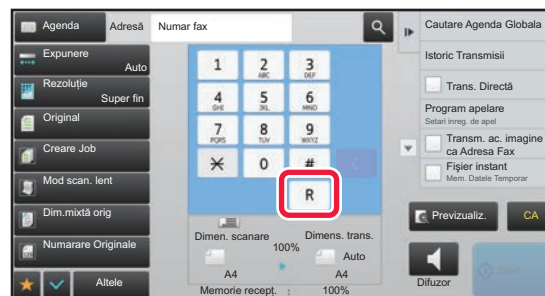 Agenda
Adresă
Numar fax
Expunere
Auto
Rezoluție
Super fin
Original
Creare Job
Mod scan. lent
Dim.mixtă orig
Numarare Originale
Altele
1
2
ABC
3
DEF
4
GHI
5
JKL
6
MNO
7
PQRS
8
TUV
9
WXYZ
0
#
C
R
Dimen. scanare
100%
Dimens. trans.
Auto
A4
A4
Memorie recept. : 100%
Cautare Agenda Globala
Istoric Transmisii
Trans. Directă
Program apelare
Setari inreg. de apel
Transm. ac. imagine
ca Adresa Fax
Fișier instant
Mem. Datele Temporar
Previzualiz.
CA
Difuzor
Start